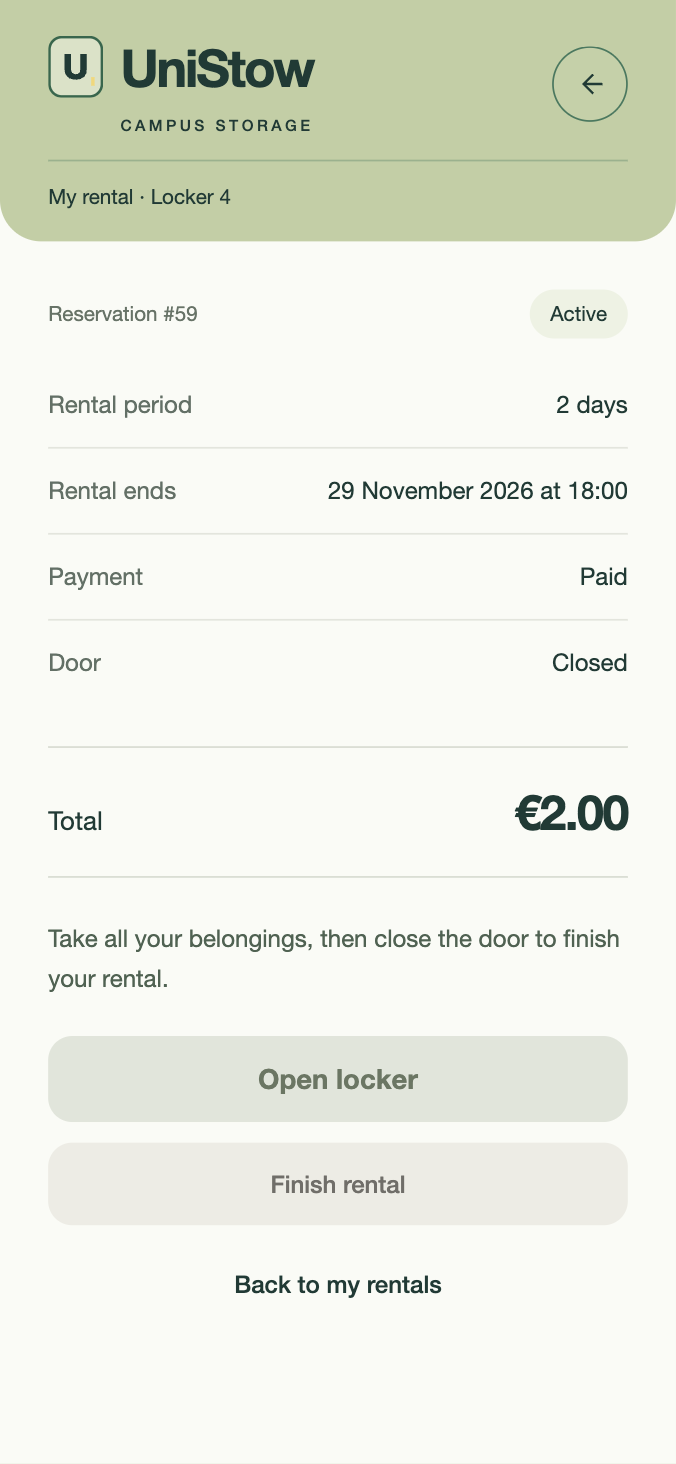 U
UniStow
CAMPUS STORAGE
My rental · Locker 4
Reservation #59
Active
Rental period
2 days
Rental ends
29 November 2026 at 18:00
Payment
Paid
Door
Closed
Total
€2.00
Take all your belongings, then close the door to finish
your rental.
Open locker
Finish rental
Back to my rentals